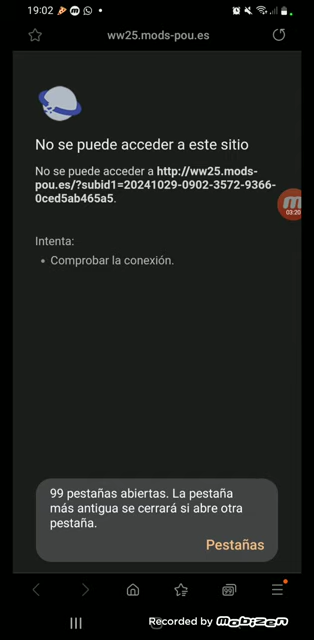 19:02
ww25.mods-pou.es
No se puede acceder a este sitio
No se puede acceder a http://ww25.mods-
pou.es/?subid1=20241029-0902-3572-9366-
0ced5ab465a5.
03:20
Intenta:
• Comprobar la conexión.
99 pestañas abiertas. La pestaña
más antigua se cerrará si abre otra
pestaña.
Pestañas
99
Recorded by mobizen